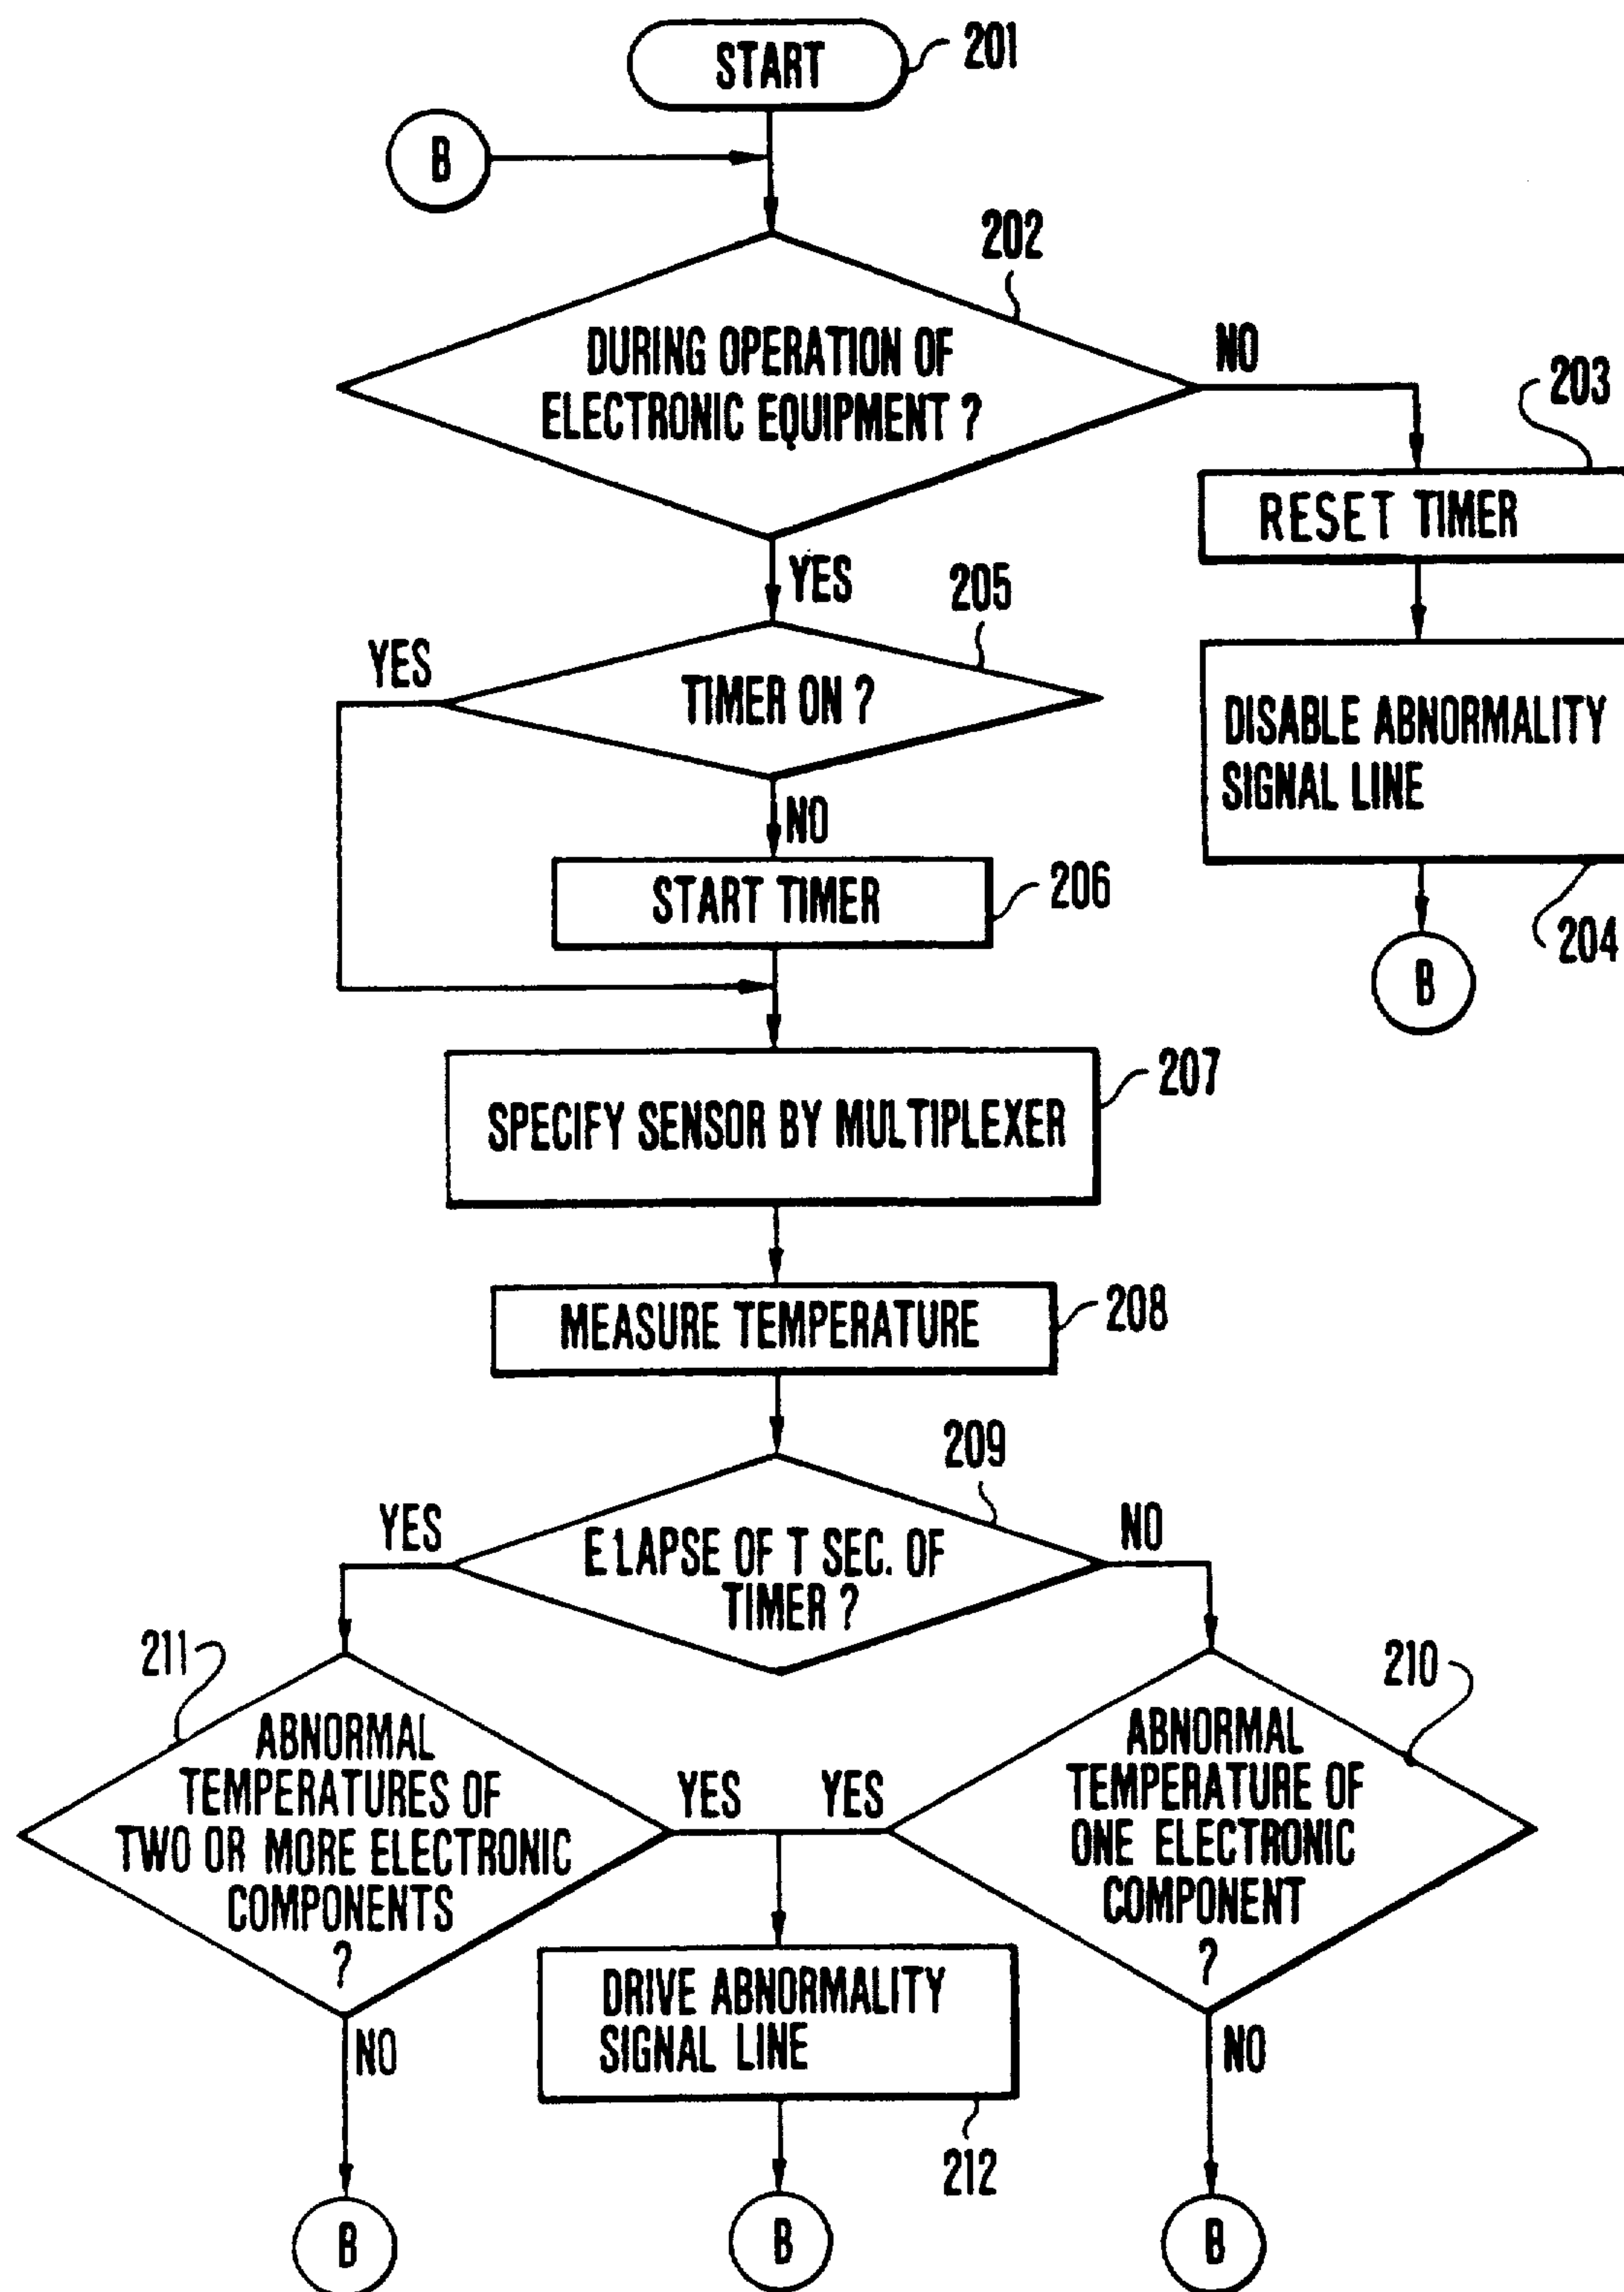 START
201
B
202
DURING OPERATION OF
ELECTRONIC EQUIPMENT ?
NO
203
RESET TIMER
YES
205
YES
TIMER ON ?
DISABLE ABNORMALITY
SIGNAL LINE
NO
START TIMER
206
204
B
207
SPECIFY SENSOR BY MULTIPLEXER
MEASURE TEMPERATURE
208
209
YES
NO
ELAPSE OF T SEC. OF
TIMER ?
211
210
ABNORMAL
TEMPERATURES OF
TWO OR MORE ELECTRONIC
COMPONENTS
?
YES
YES
ABNORMAL
TEMPERATURE OF
ONE ELECTRONIC
COMPONENT
?
DRIVE ABNORMALITY
SIGNAL LINE
NO
NO
212
B
B
B